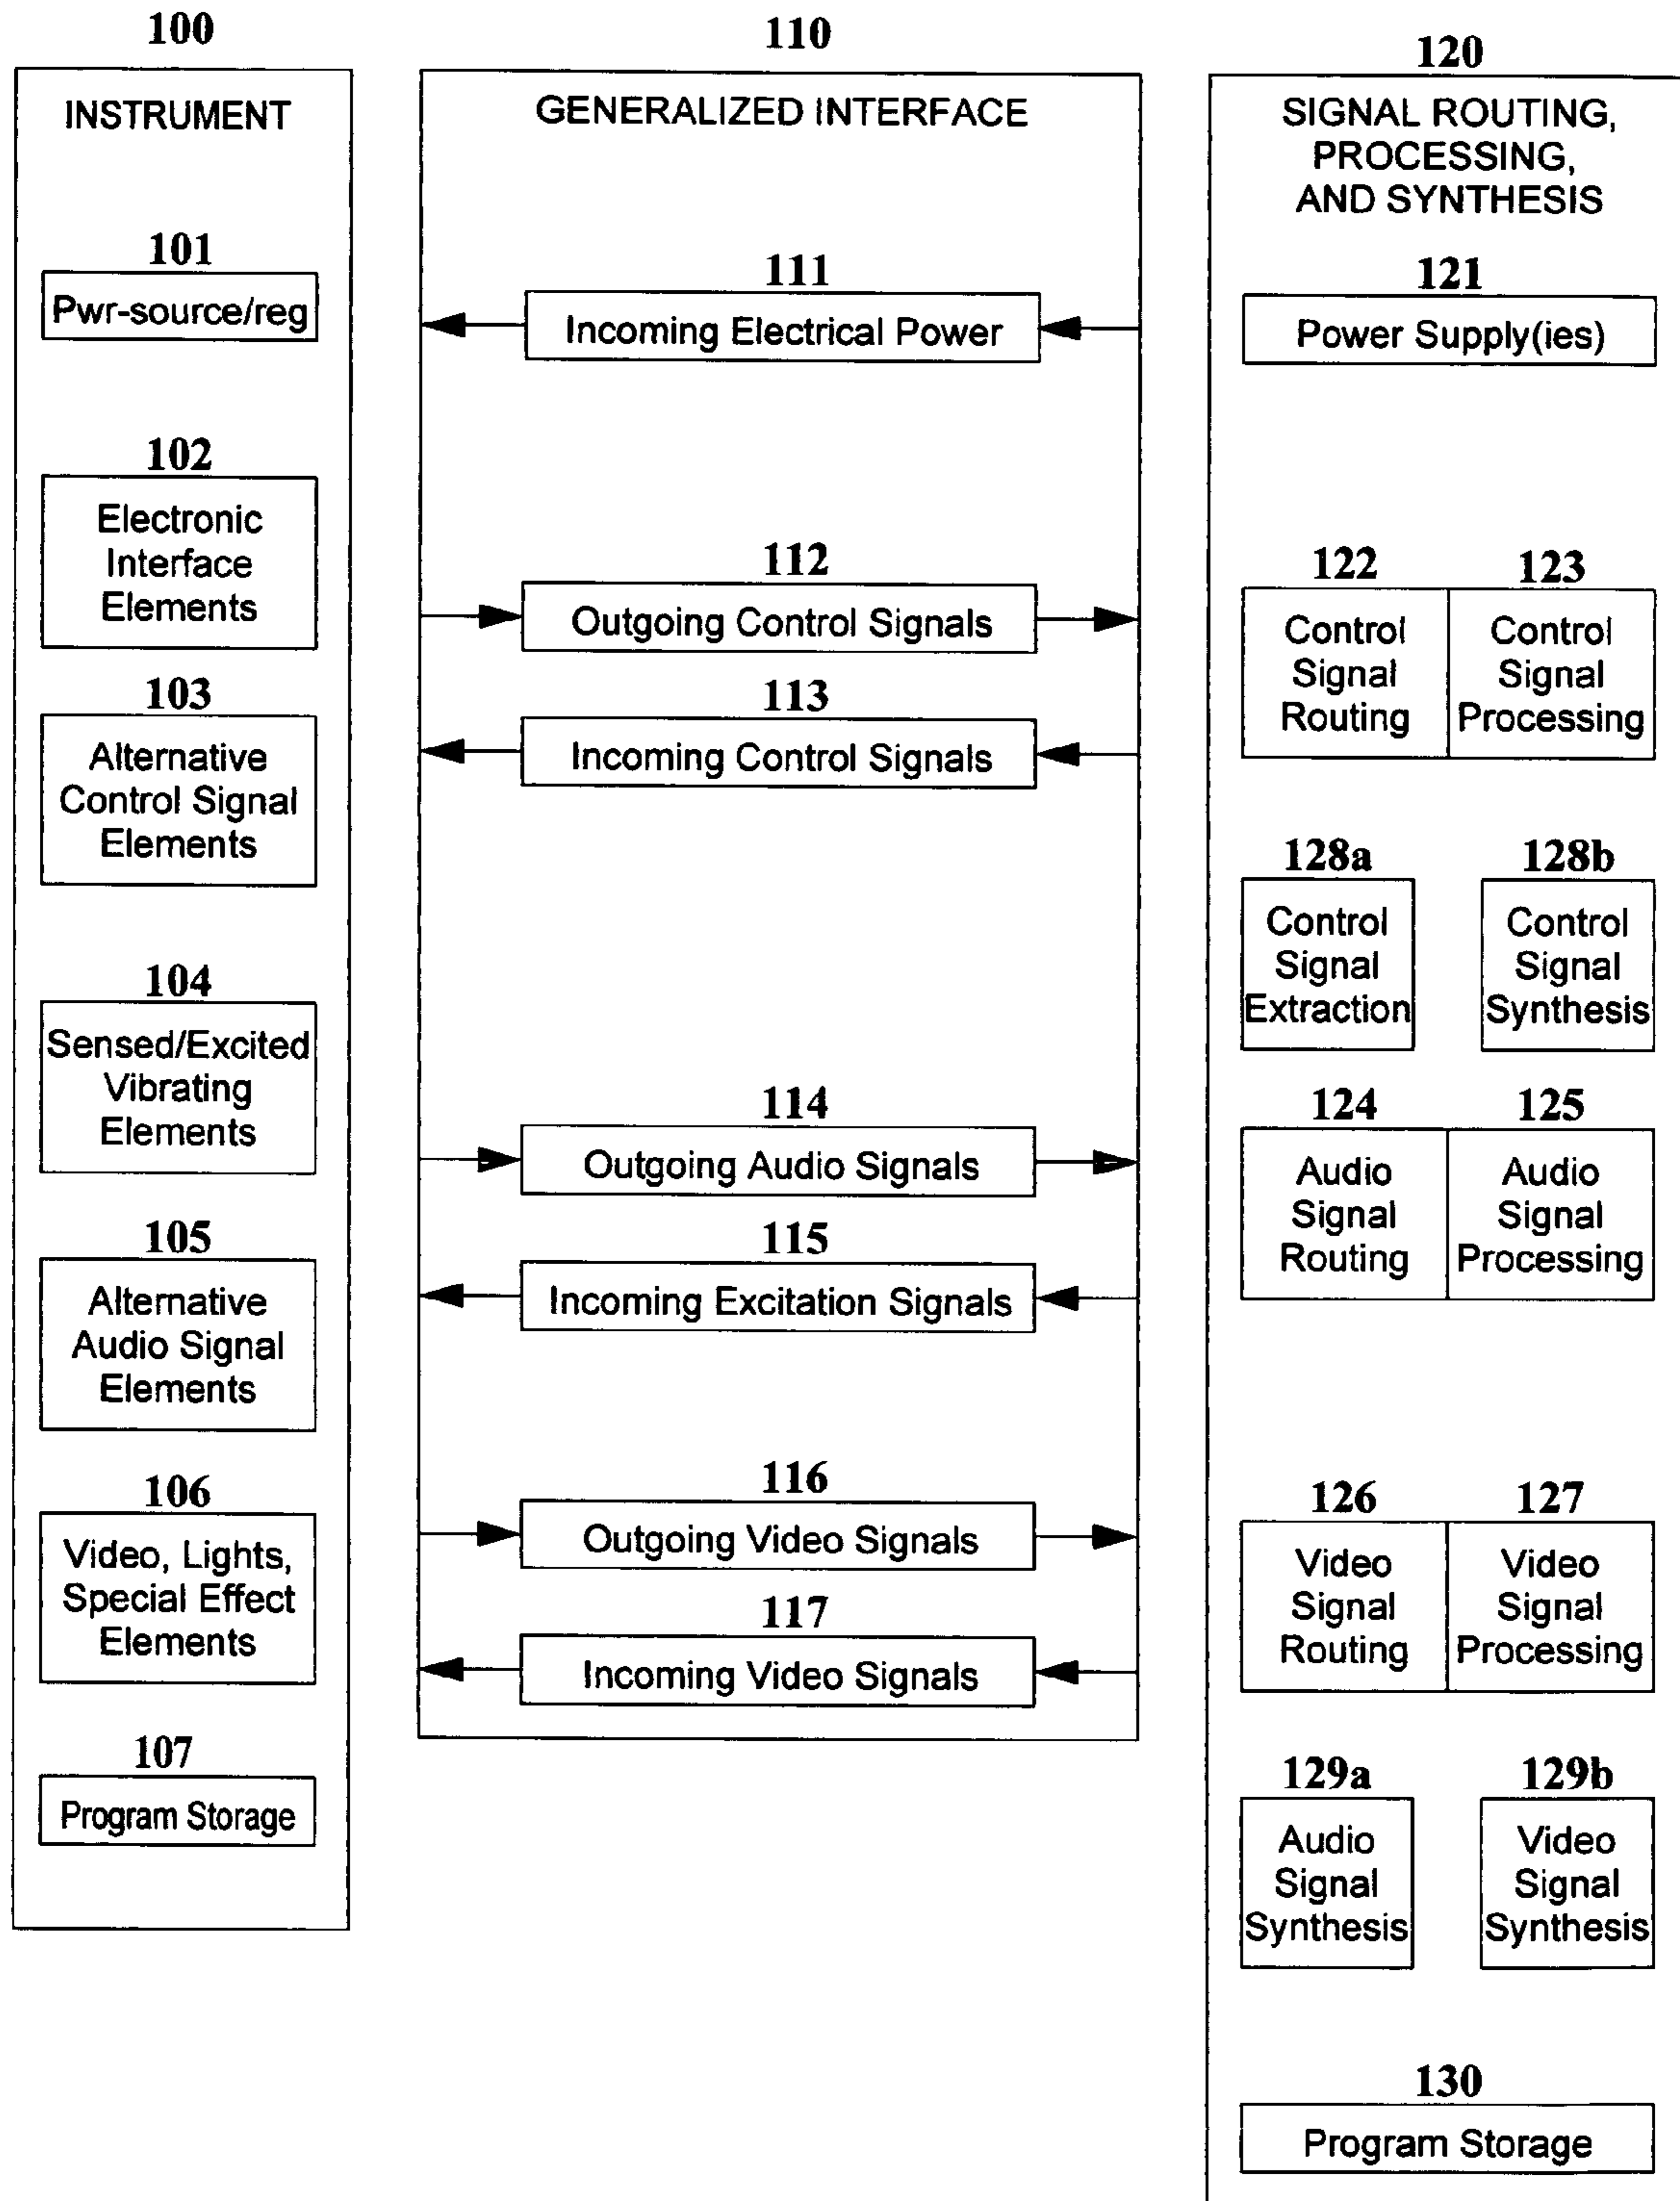 100
INSTRUMENT
101
Pwr-source/reg
102
Electronic
Interface
Elements
103
Alternative
Control Signal
Elements
104
Sensed/Excited
Vibrating
Elements
105
Alternative
Audio Signal
Elements
106
Video, Lights,
Special Effect
Elements
107
Program Storage
110
GENERALIZED INTERFACE
111
Incoming Electrical Power
112
Outgoing Control Signals
113
Incoming Control Signals
114
Outgoing Audio Signals
115
Incoming Excitation Signals
116
Outgoing Video Signals
117
Incoming Video Signals
120
SIGNAL ROUTING,
PROCESSING,
AND SYNTHESIS
121
Power Supply(ies)
122
Control
Signal
Routing
123
Control
Signal
Processing
128a
Control
Signal
Extraction
128b
Control
Signal
Synthesis
124
Audio
Signal
Routing
125
Audio
Signal
Processing
126
Video
Signal
Routing
127
Video
Signal
Processing
129a
Audio
Signal
Synthesis
129b
Video
Signal
Synthesis
130
Program Storage